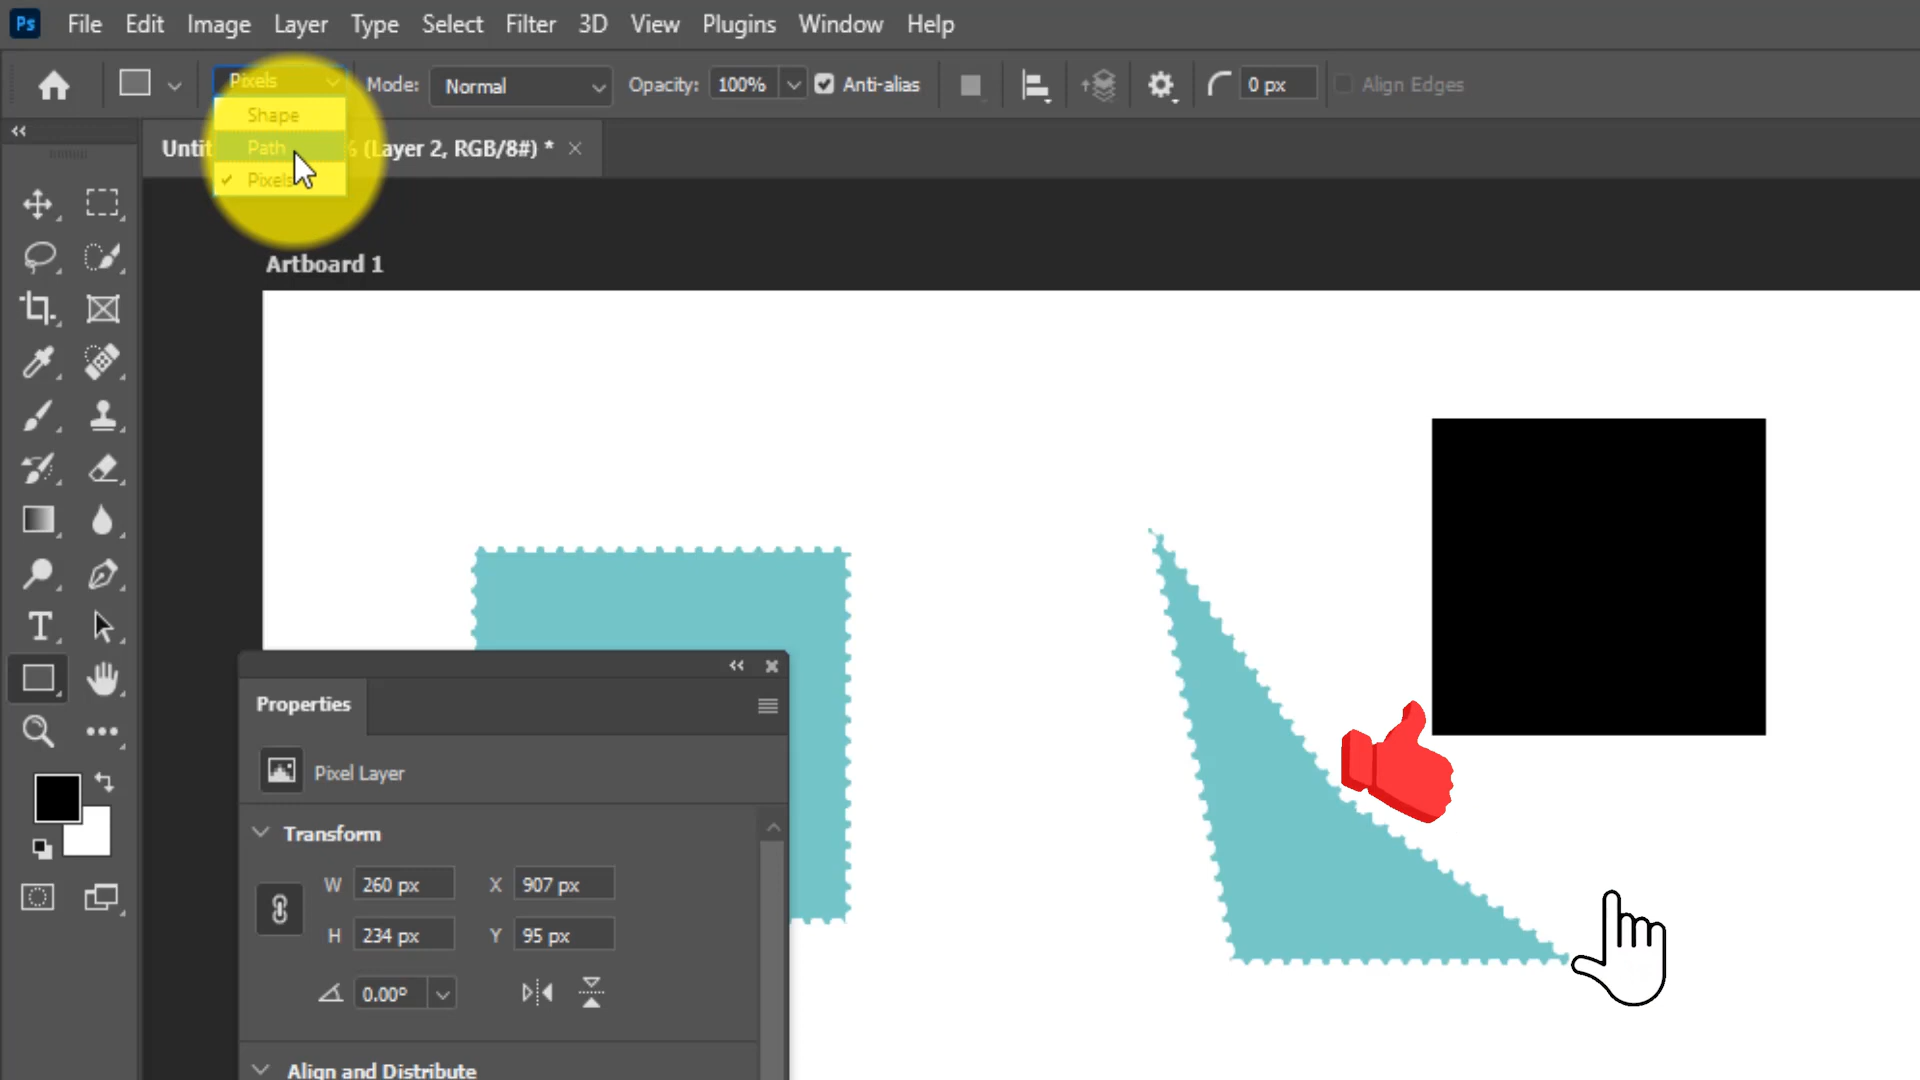 Ps File Edit Image Layer Type Select Filter 3D View Plugins Window Help
Pixels Mode: Normal Opacity: 100% Anti-alias 0 px Align Edges
Shape
Path
Pixels
Untit % (Layer 2, RGB/8#) *
Artboard 1
T
Properties
Pixel Layer
Transform
W 260 px X 907 px
H 234 px Y 95 px
0.00°
Align and Distribute